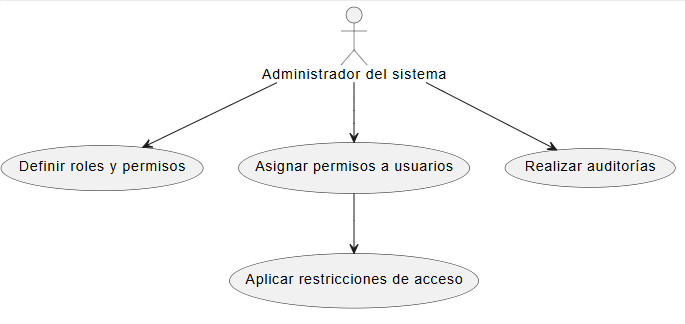 Administrador del sistema
Definir roles y permisos
Asignar permisos a usuarios
Realizar auditorías
Aplicar restricciones de acceso